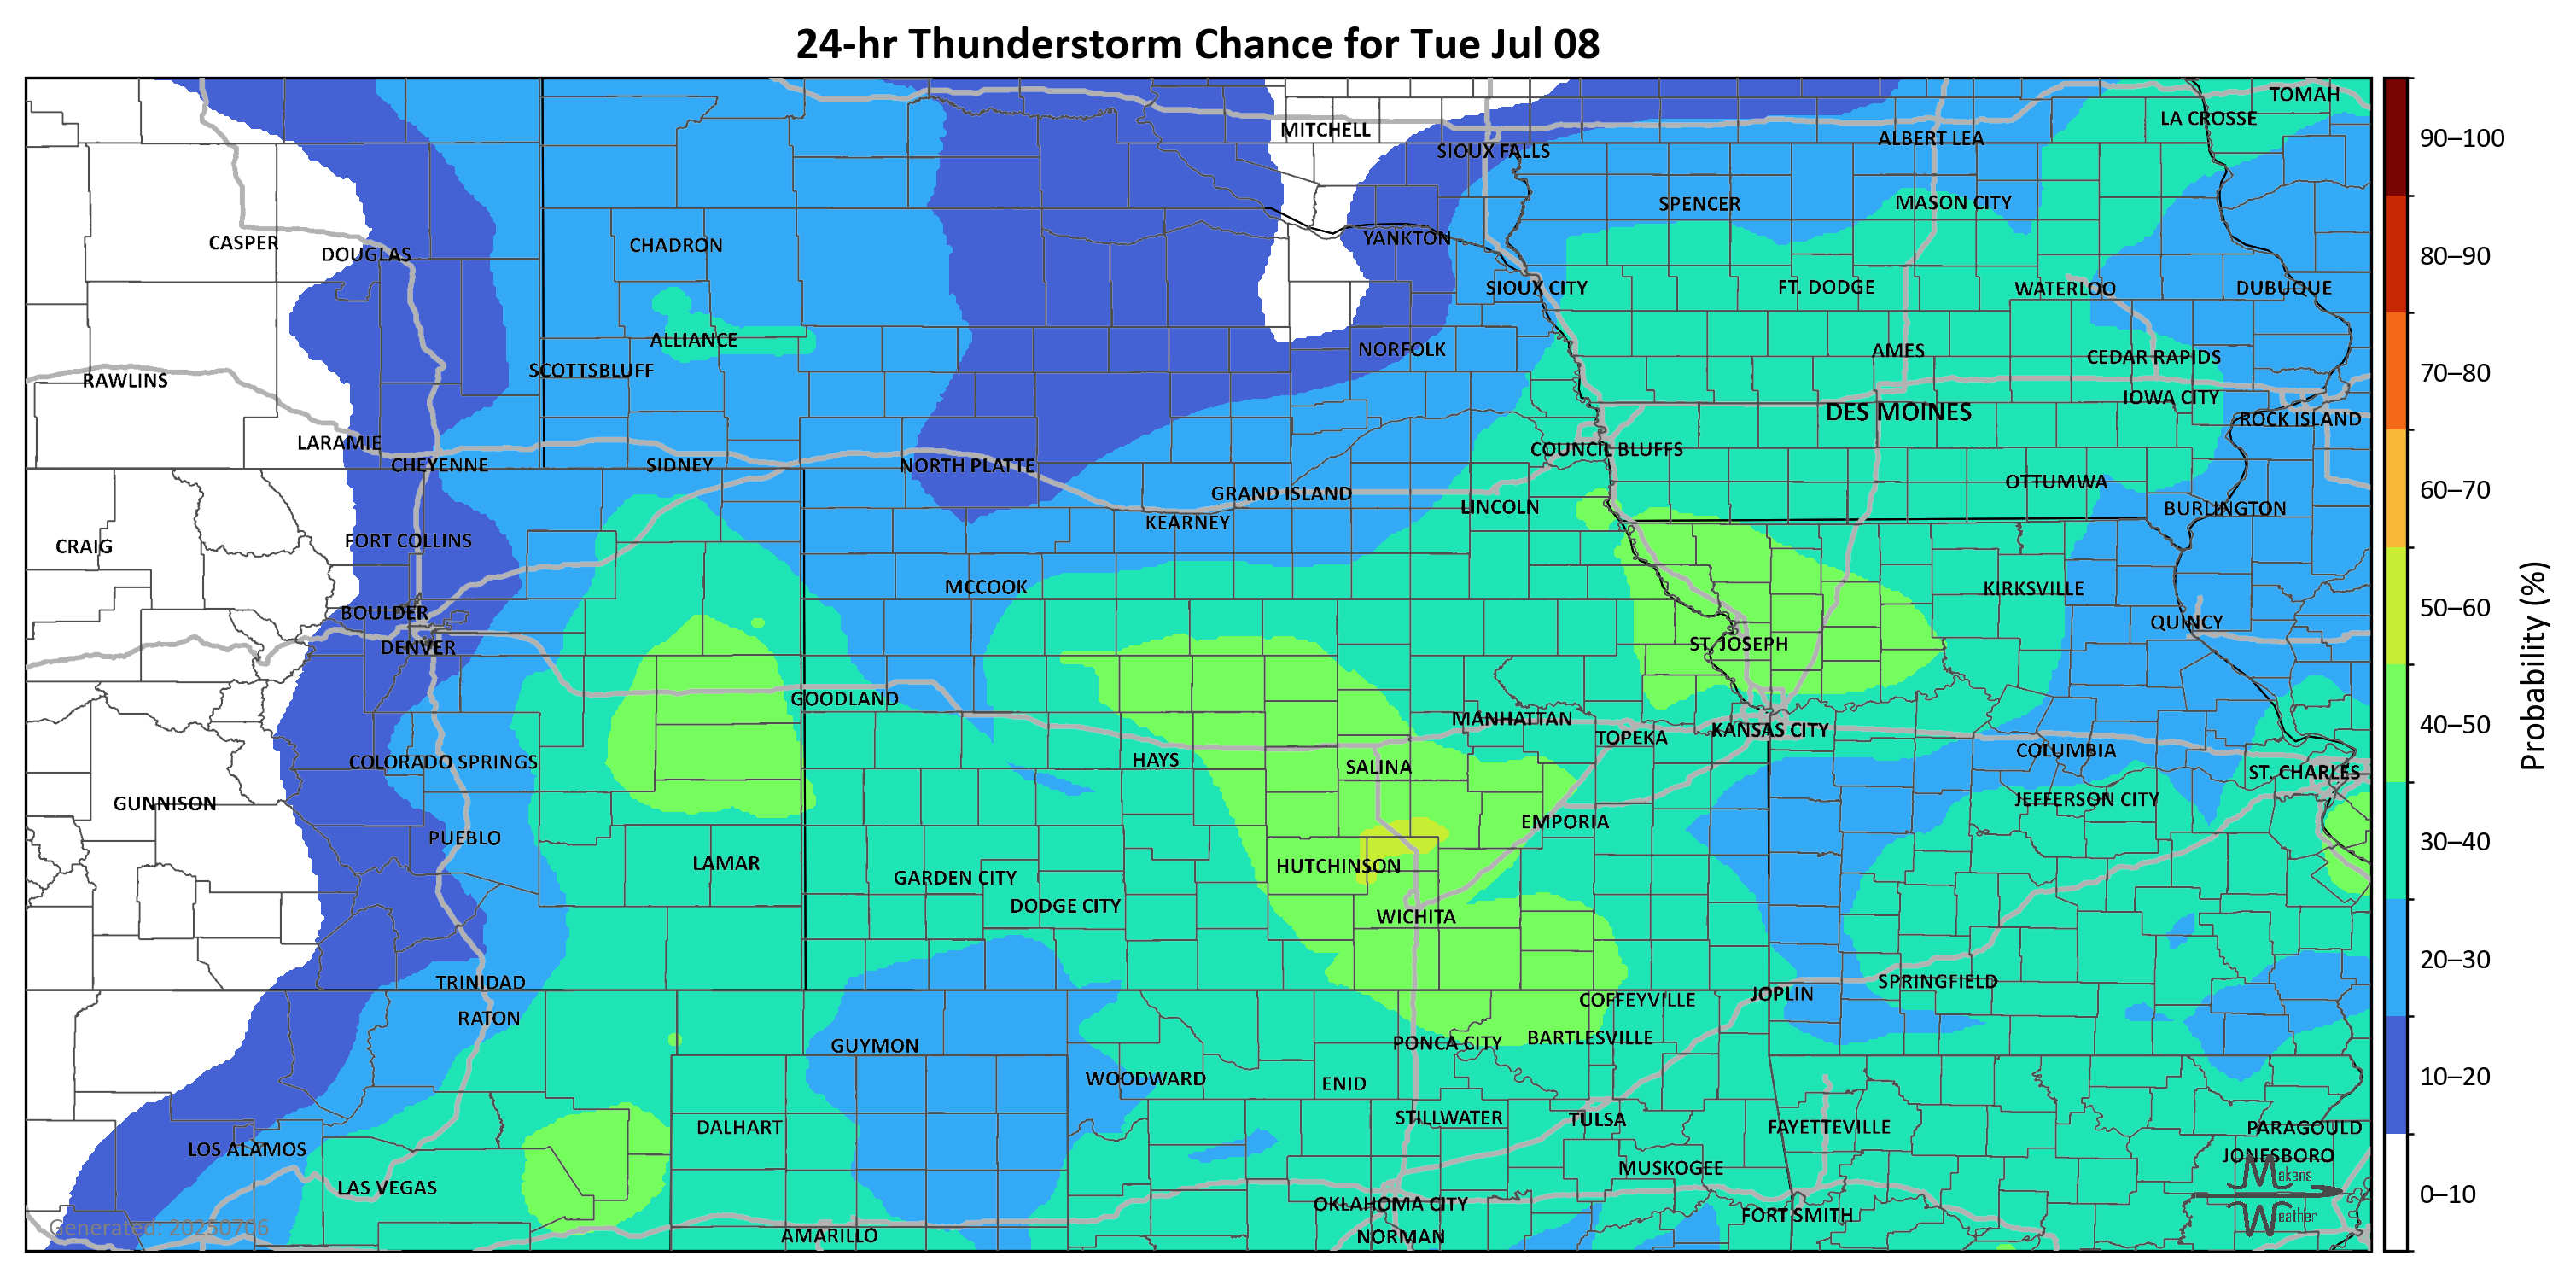 24-hr Thunderstorm Chance for Tue Jul 08
TOMAH
LA CROSSE
MITCHELL
ALBERT LEA
SIOUX FALLS
SPENCER
MASON CITY
CASPER
DOUGLAS
CHADRON
YANKTON
SIOUX CITY
FT. DODGE
WATERLOO
DUBUQUE
ALLIANCE
NORFOLK
AMES
CEDAR RAPIDS
RAWLINS
SCOTTSBLUFF
IOWA CITY
DES MOINES
ROCK ISLAND
LARAMIE
CHEYENNE
SIDNEY
NORTH PLATTE
COUNCIL BLUFFS
GRAND ISLAND
LINCOLN
OTTUMWA
BURLINGTON
KEARNEY
CRAIG
FORT COLLINS
MCCOOK
KIRKSVILLE
BOULDER
QUINCY
DENVER
ST. JOSEPH
GOODLAND
MANHATTAN
TOPEKA
KANSAS CITY
COLUMBIA
COLORADO SPRINGS
HAYS
SALINA
ST. CHARLES
GUNNISON
JEFFERSON CITY
PUEBLO
EMPORIA
LAMAR
HUTCHINSON
GARDEN CITY
DODGE CITY
WICHITA
TRINIDAD
SPRINGFIELD
JOPLIN
COFFEYVILLE
RATON
GUYMON
PONCA CITY
BARTLESVILLE
WOODWARD
ENID
DALHART
STILLWATER
TULSA
FAYETTEVILLE
PARAGOULD
LOS ALAMOS
JONESBORO
MUSKOGEE
LAS VEGAS
OKLAHOMA CITY
FORT SMITH
AMARILLO
NORMAN
Generated: 20250706
Makens
Weather
90–100
80–90
70–80
60–70
50–60
40–50
30–40
20–30
10–20
0–10
Probability (%)